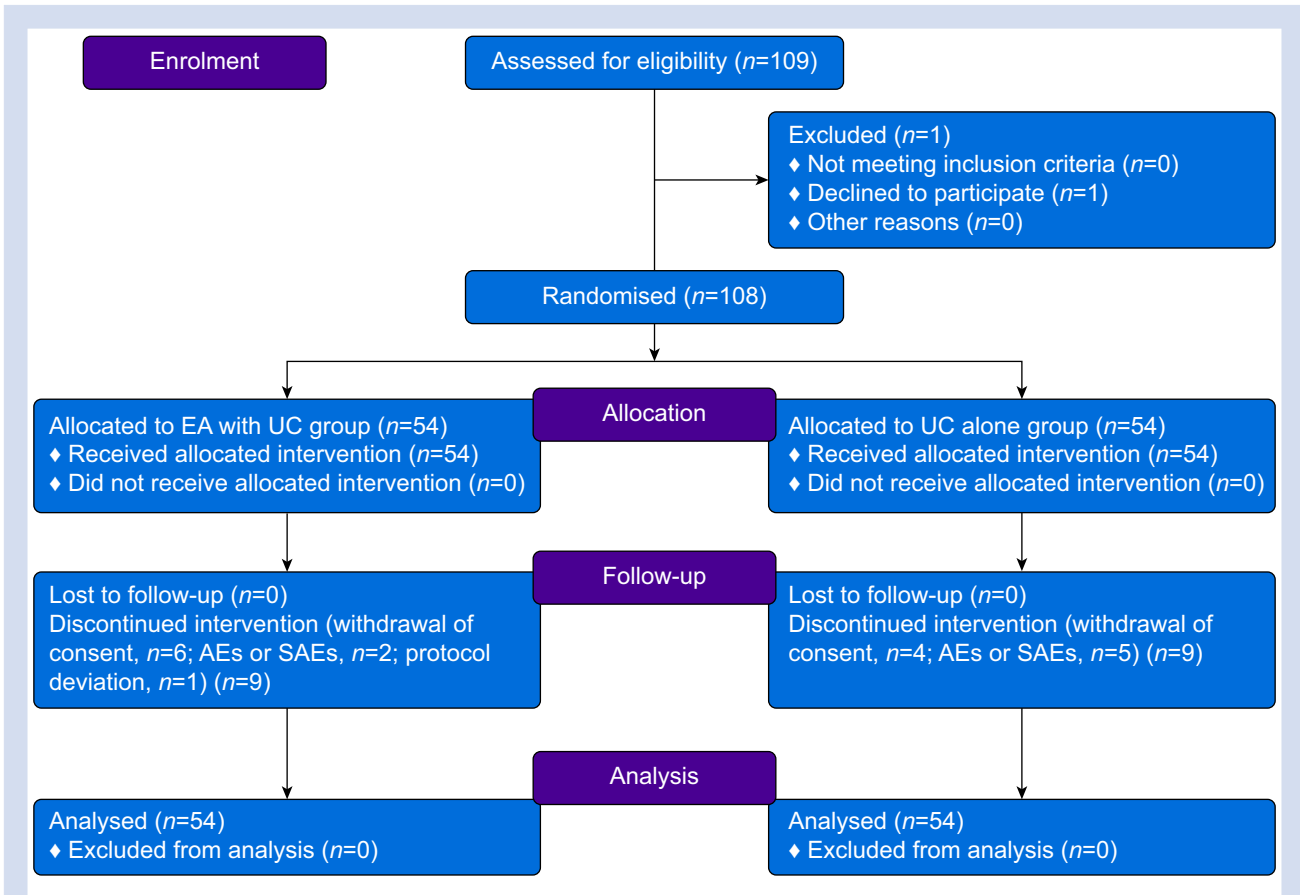 Enrolment
Assessed for eligibility (n=109)
Excluded (n=1)
♦ Not meeting inclusion criteria (n=0)
♦ Declined to participate (n=1)
♦ Other reasons (n=0)
Randomised (n=108)
Allocation
Allocated to EA with UC group (n=54)
♦ Received allocated intervention (n=54)
♦ Did not receive allocated intervention (n=0)
Allocated to UC alone group (n=54)
♦ Received allocated intervention (n=54)
♦ Did not receive allocated intervention (n=0)
Follow-up
Lost to follow-up (n=0)
Discontinued intervention (withdrawal of
consent, n=6; AEs or SAEs, n=2; protocol
deviation, n=1) (n=9)
Lost to follow-up (n=0)
Discontinued intervention (withdrawal of
consent, n=4; AEs or SAEs, n=5) (n=9)
Analysis
Analysed (n=54)
♦ Excluded from analysis (n=0)
Analysed (n=54)
♦ Excluded from analysis (n=0)